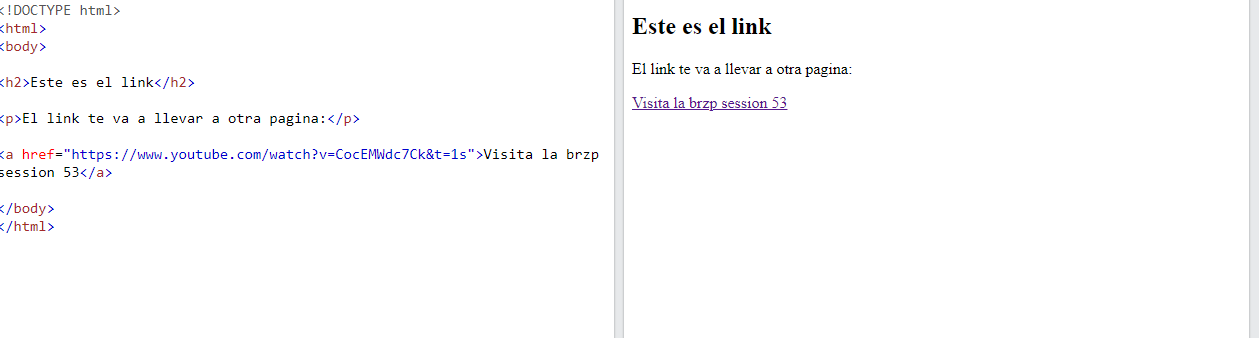 <!DOCTYPE html>
<html>
<body>
<h2>Este es el link</h2>
<p>El link te va a llevar a otra pagina:</p>
<a href="https://www.youtube.com/watch?v=CocEMWdc7Ck&t=1s">Visita la brzp
session 53</a>
</body>
</html>
Este es el link
El link te va a llevar a otra pagina:
Visita la brzp session 53